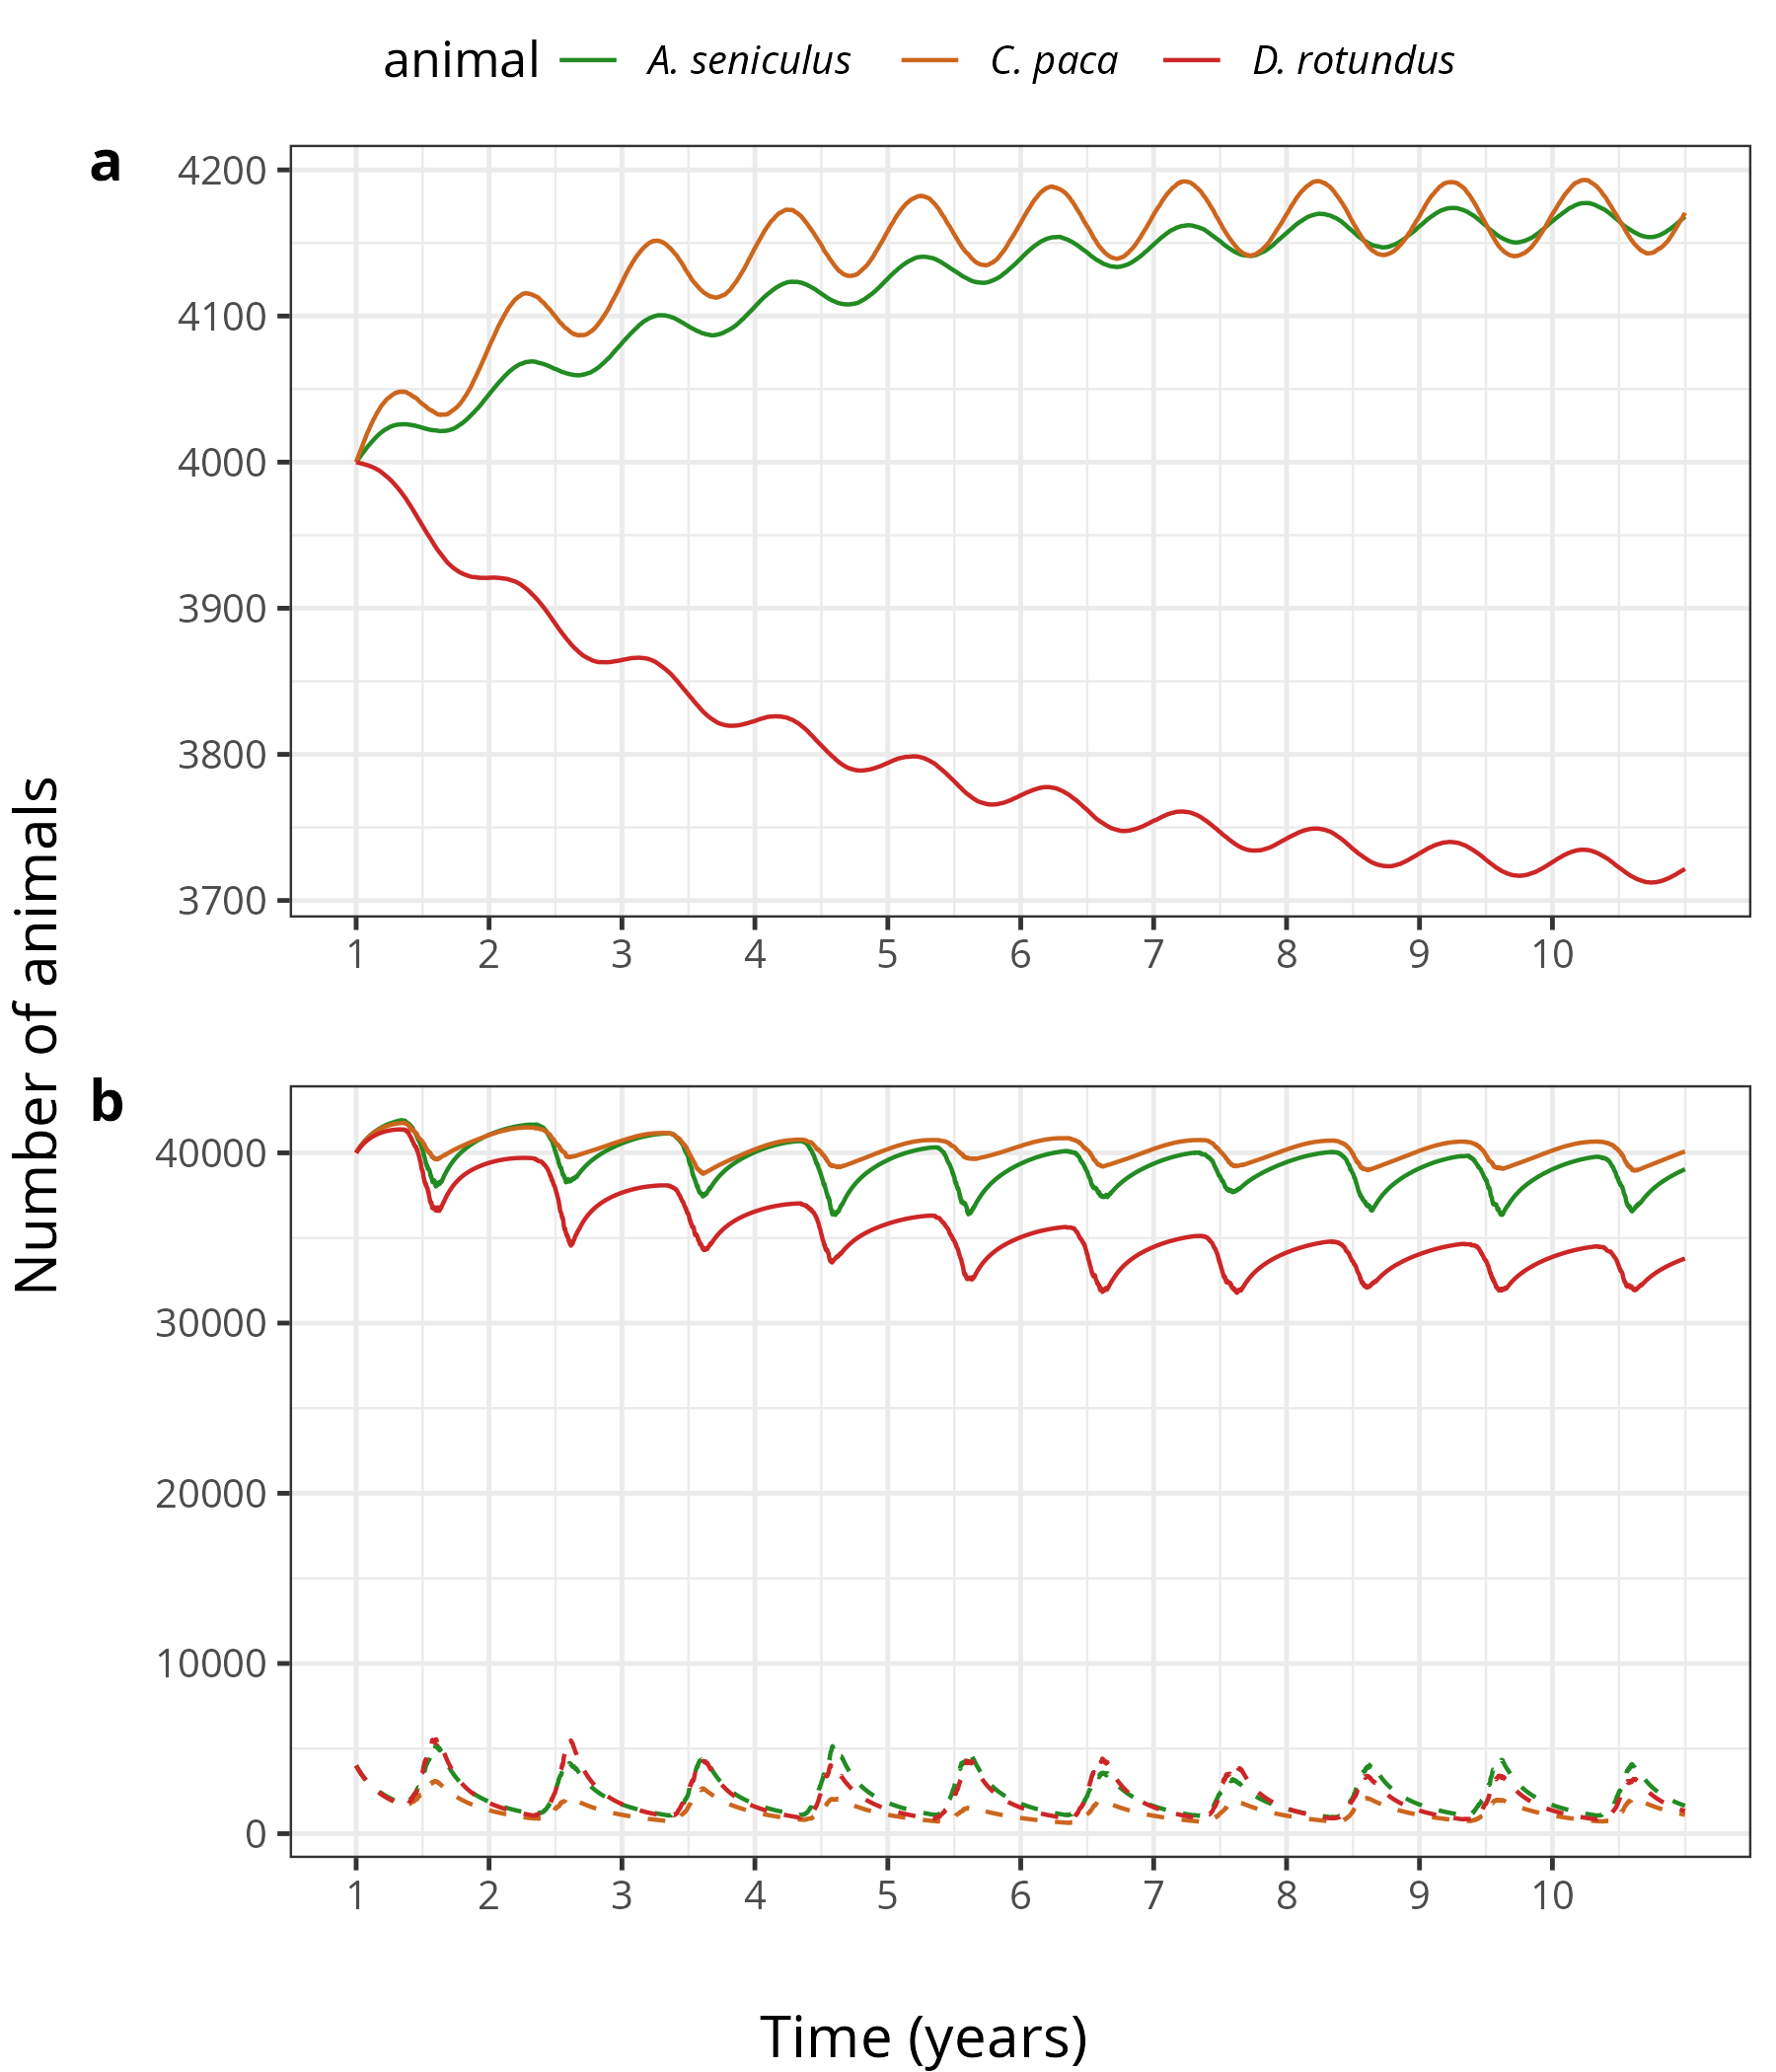 animal A. seniculus C. paca D. rotundus
a
4200
4100
4000
3900
3800
3700
1 2 3 4 5 6 7 8 9 10
Number of animals
b
40000
30000
20000
10000
0
1 2 3 4 5 6 7 8 9 10
Time (years)